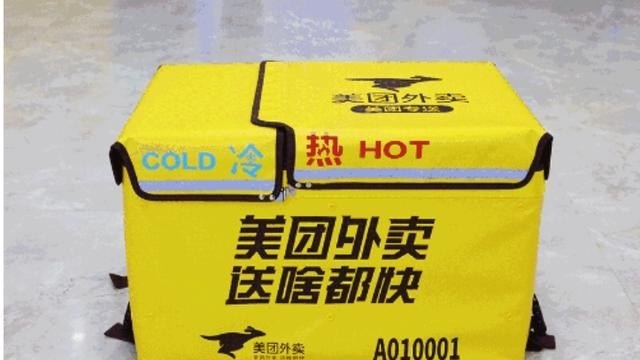 美团外卖
美团专送
COLD 冷
热 HOT
美团外卖
送啥都快
美团外卖
A010001